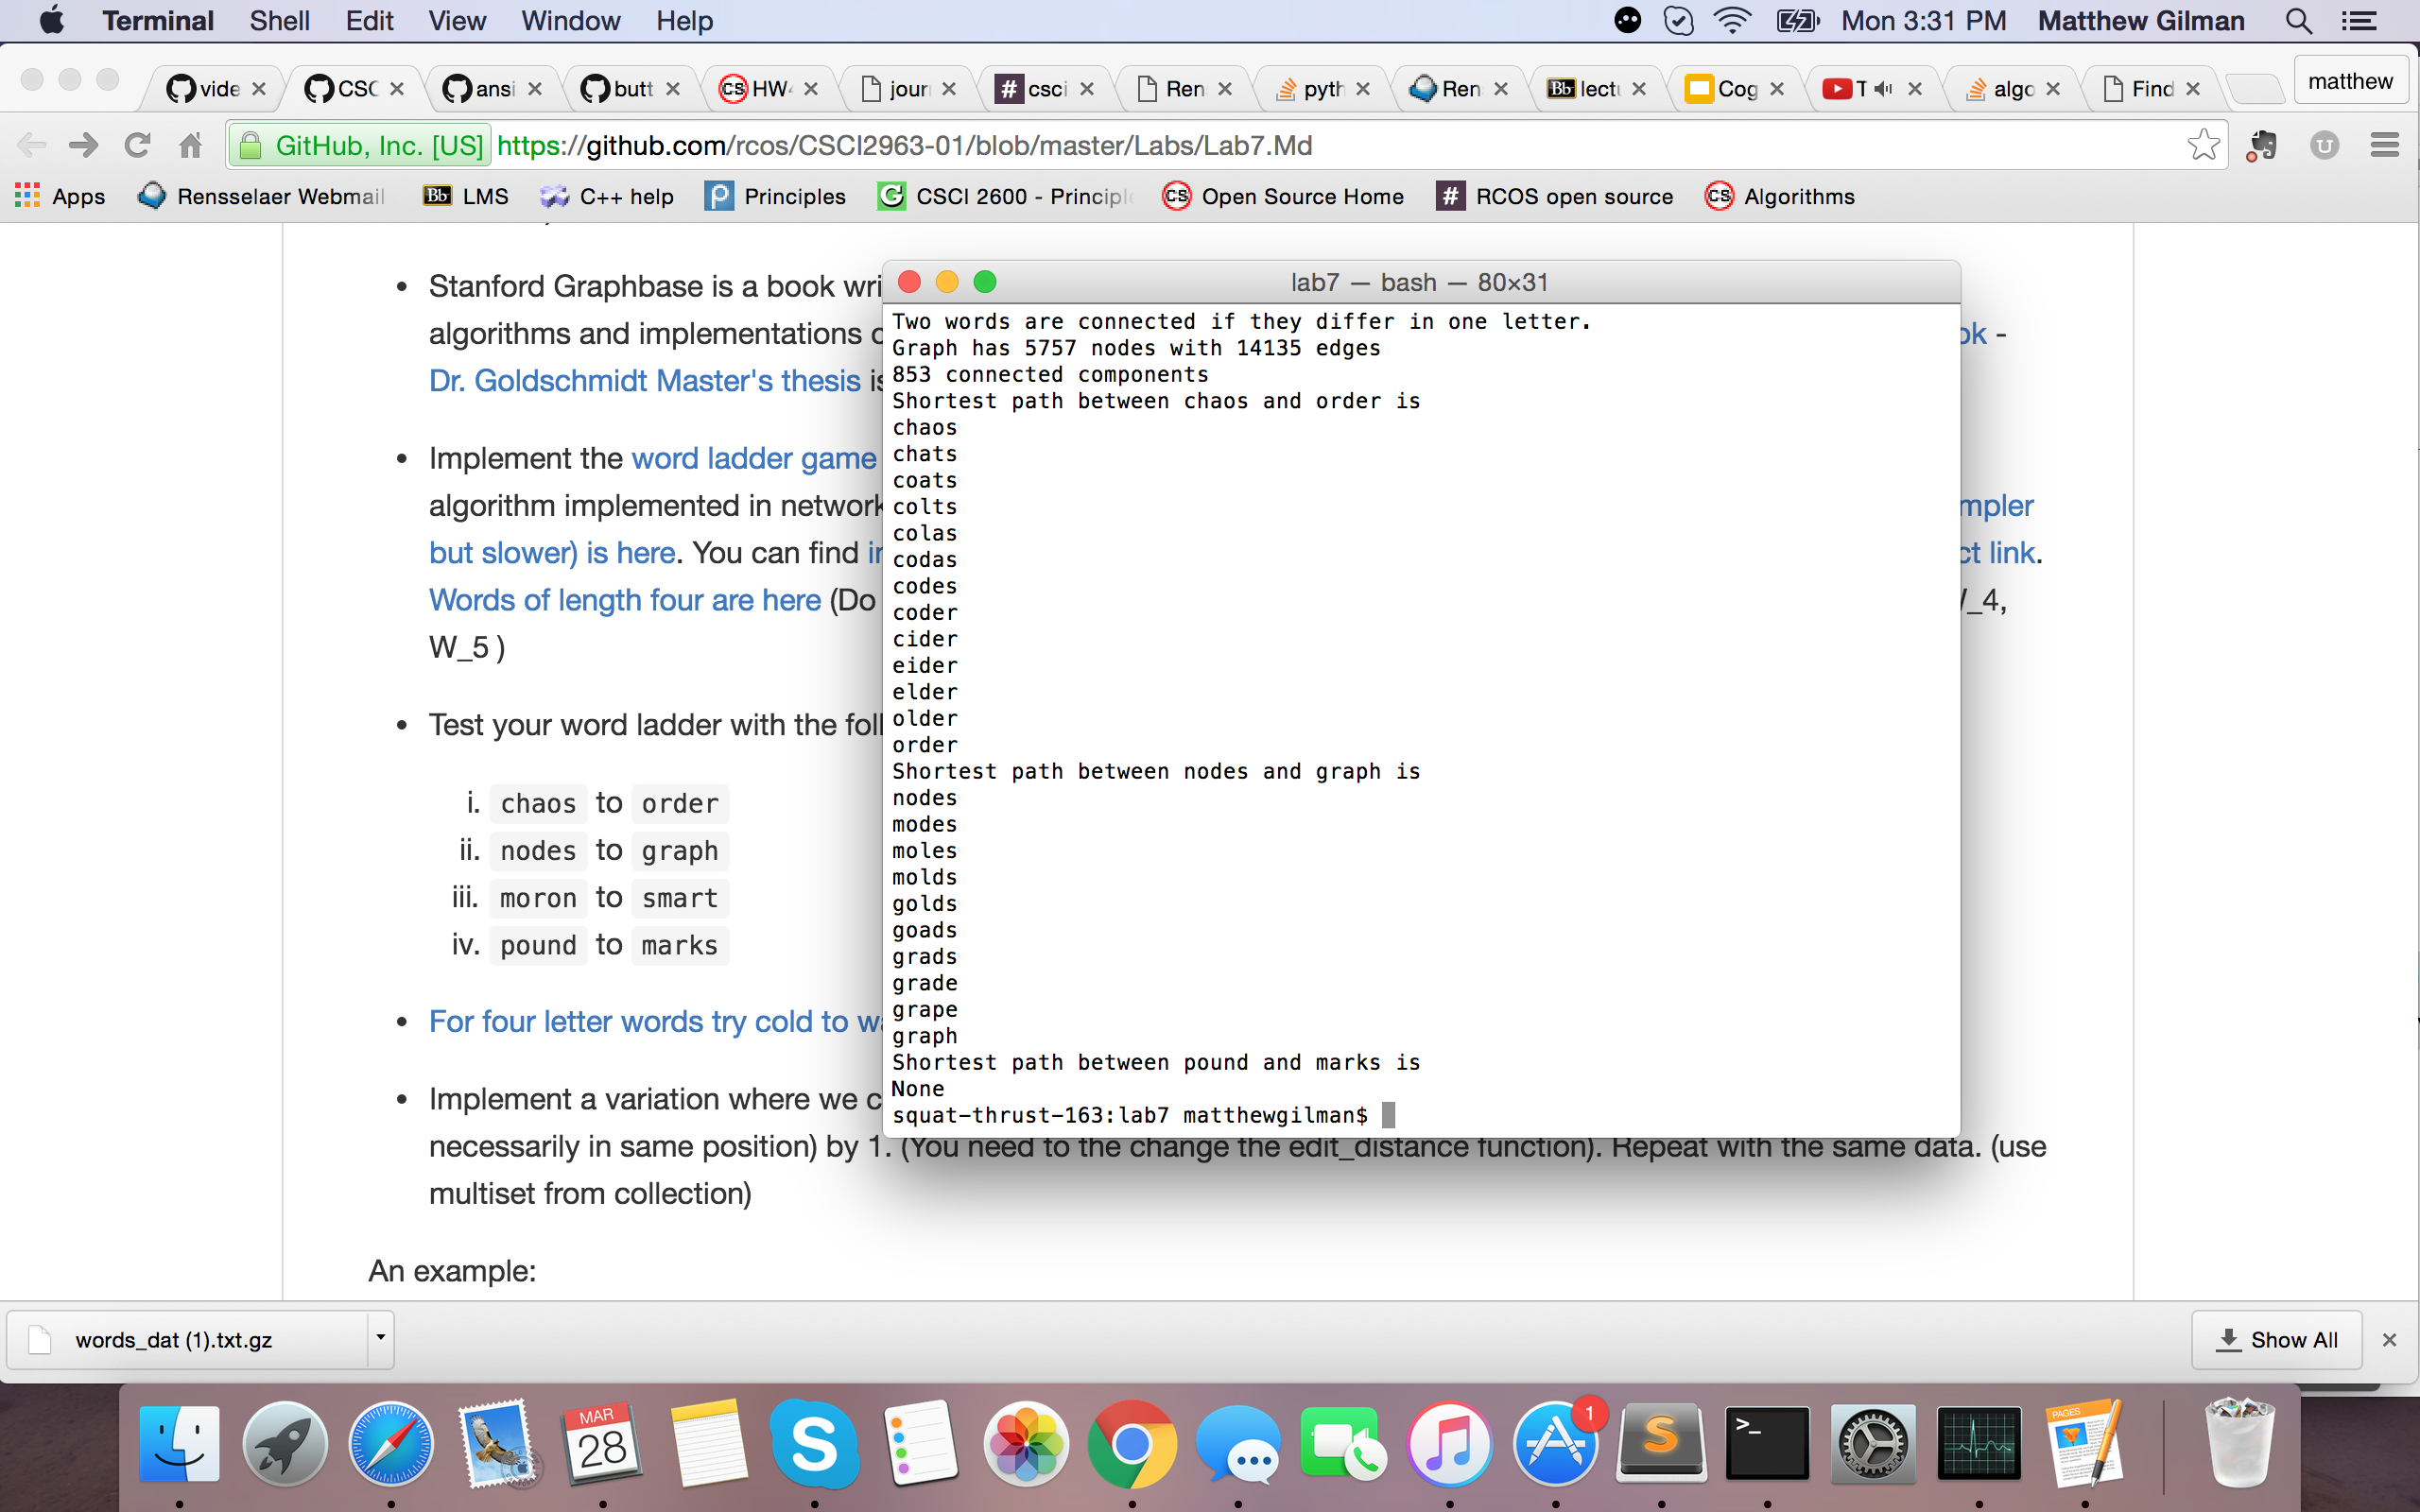 Terminal Shell Edit View Window Help Mon 3:31 PM Matthew Gilman
vide CSC ansi butt HW4 jour csci Ren pyth Ren lect Cog T algo Find matthew
GitHub, Inc. [US] https://github.com/rcos/CSCI2963-01/blob/master/Labs/Lab7.Md
Apps Rensselaer Webmail LMS C++ help Principles CSCI 2600 - Principl Open Source Home RCOS open source Algorithms
Stanford Graphbase is a book wri
algorithms and implementations ok -
Dr. Goldschmidt Master's thesis is
Implement the word ladder game
algorithm implemented in network mpler
but slower) is here. You can find ct link.
Words of length four are here (Do _4,
W_5 )
Test your word ladder with the foll
i. chaos to order
ii. nodes to graph
iii. moron to smart
iv. pound to marks
For four letter words try cold to wa
Implement a variation where we c
necessarily in same position) by 1. (You need to the change the edit_distance function). Repeat with the same data. (use
multiset from collection)
An example:
lab7 — bash — 80×31
Two words are connected if they differ in one letter.
Graph has 5757 nodes with 14135 edges
853 connected components
Shortest path between chaos and order is
chaos
chats
coats
colts
colas
codas
codes
coder
cider
eider
elder
older
order
Shortest path between nodes and graph is
nodes
modes
moles
molds
golds
goads
grads
grade
grape
graph
Shortest path between pound and marks is
None
squat-thrust-163:lab7 matthewgilman$
words_dat (1).txt.gz Show All
MAR
28
1
PAGES